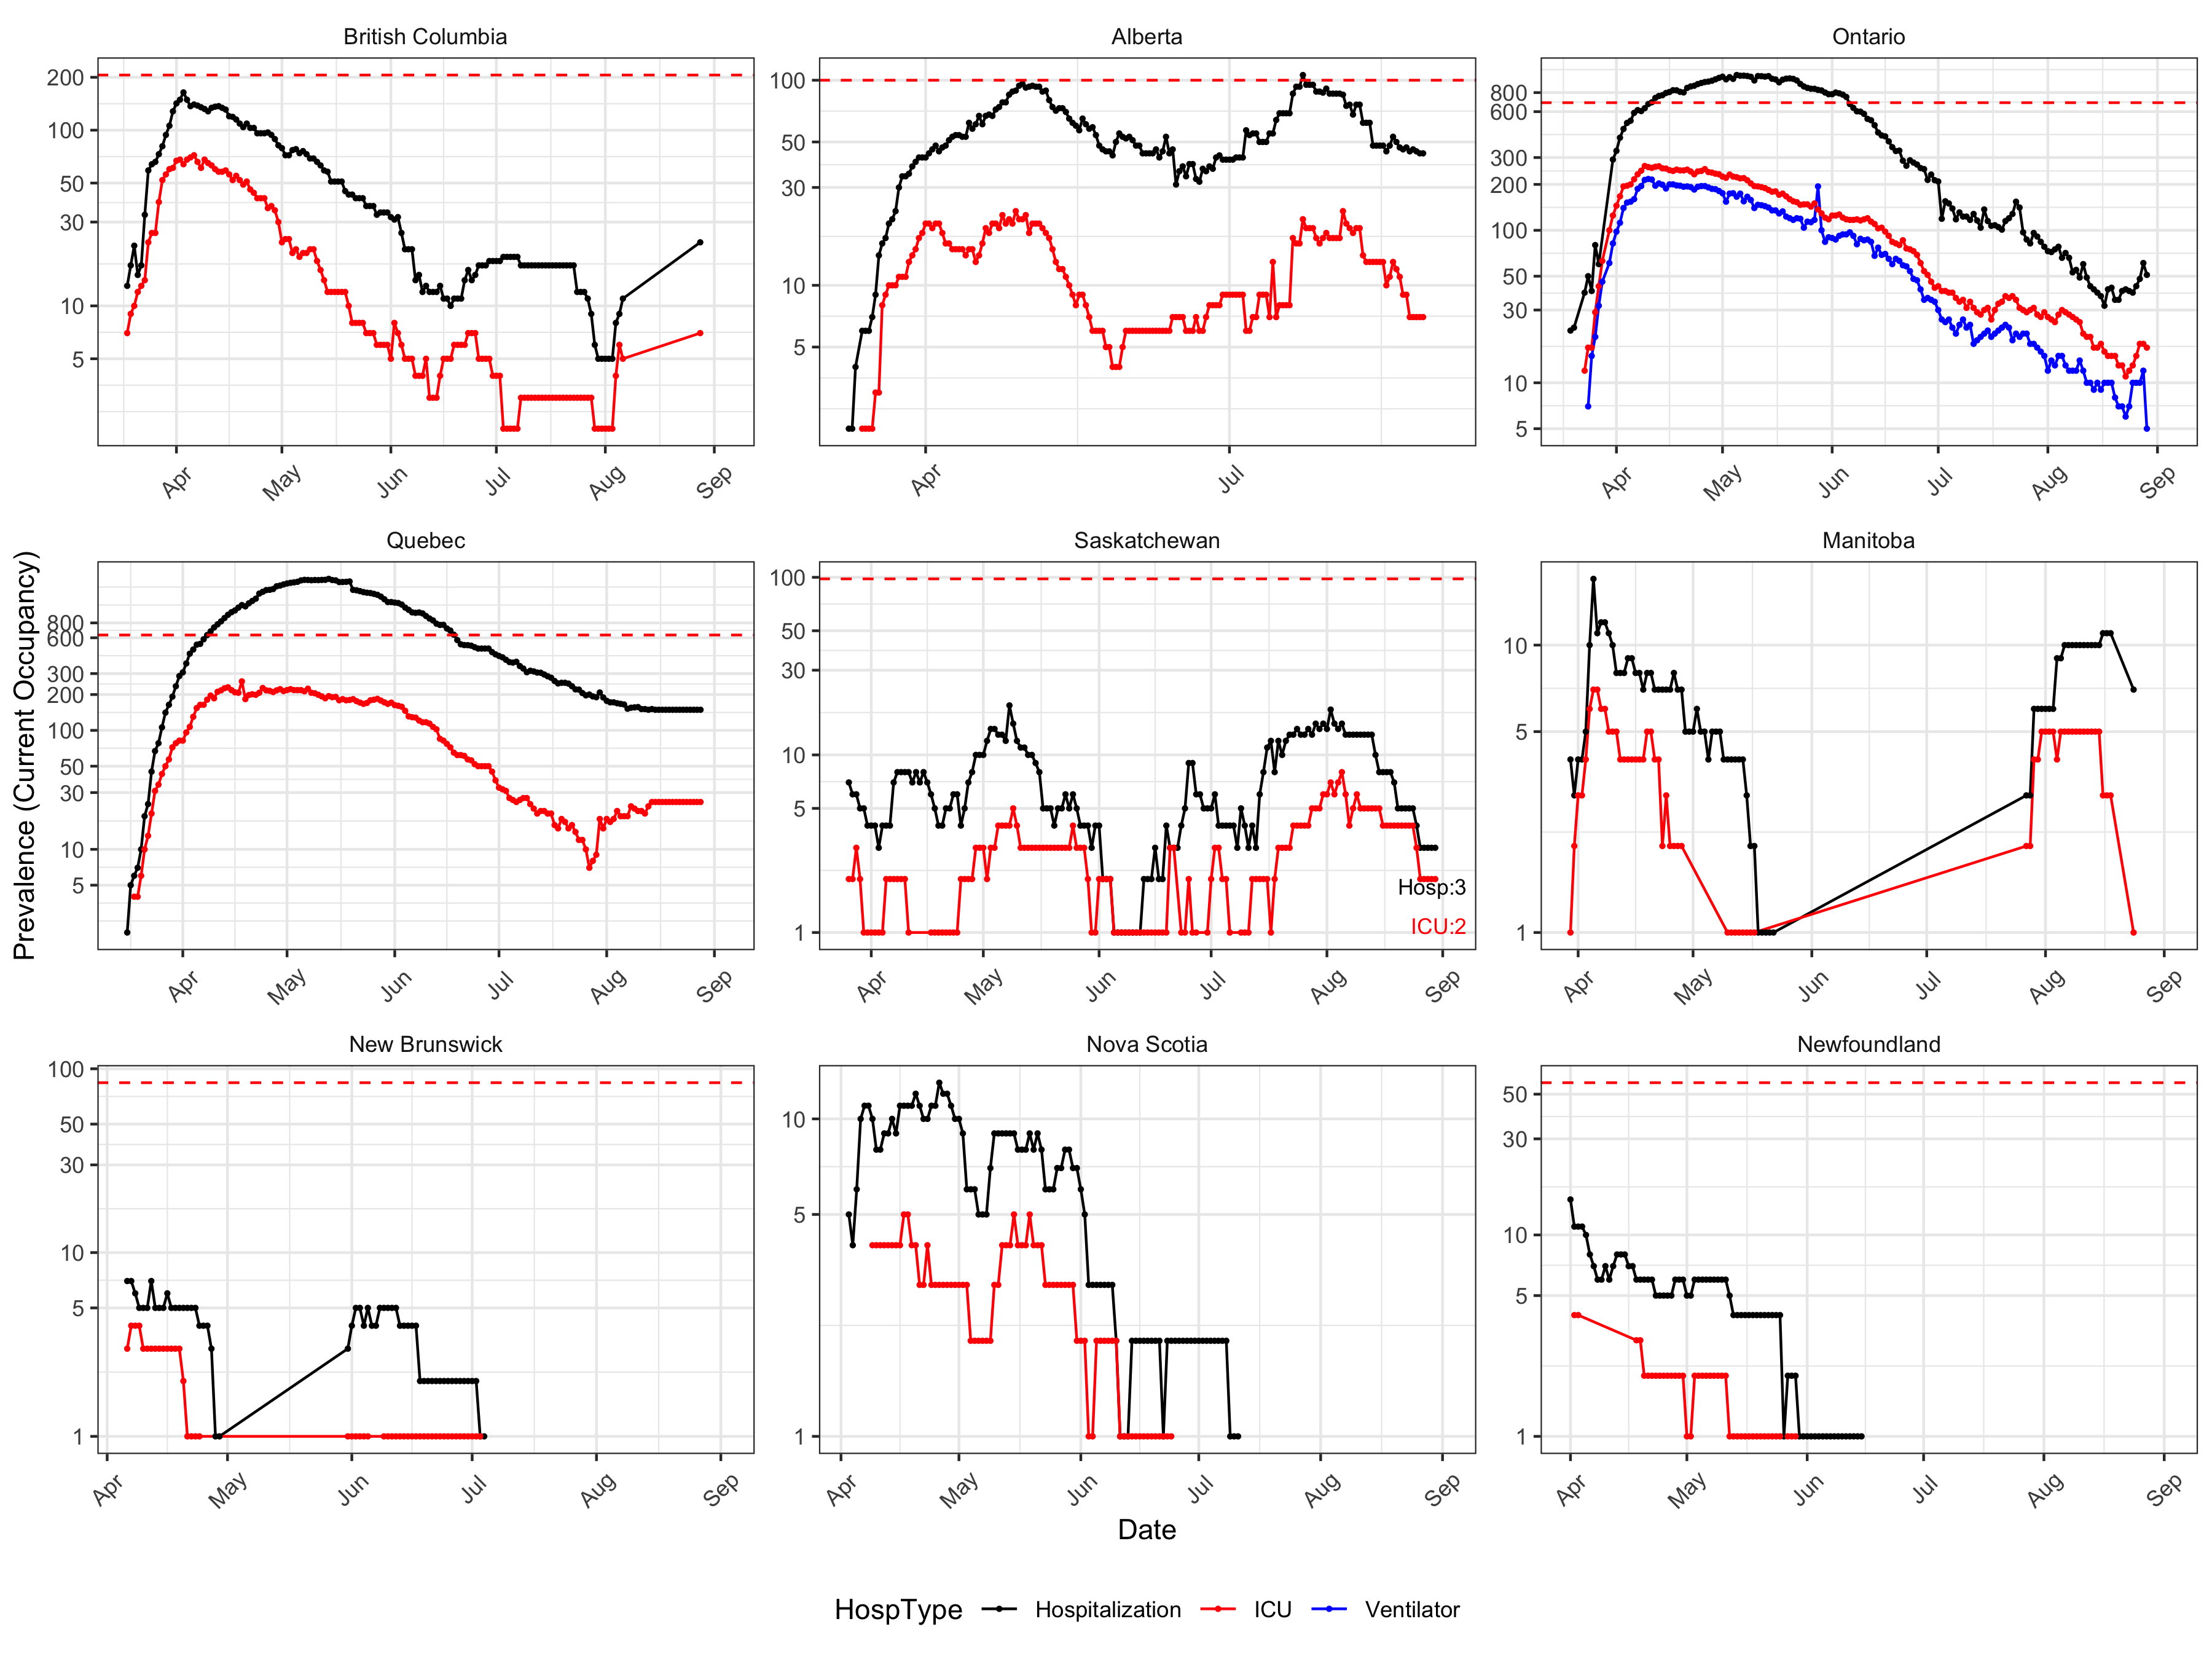 British Columbia
Alberta
Ontario
200
100
50
30
10
5
100
50
30
10
5
800
600
300
200
100
50
30
10
5
Apr May Jun Jul Aug Sep
Apr Jul
Apr May Jun Jul Aug Sep
Prevalence (Current Occupancy)
Quebec
Saskatchewan
Manitoba
800
600
300
200
100
50
30
10
5
100
50
30
10
5
1
Hosp:3
ICU:2
10
5
1
Apr May Jun Jul Aug Sep
Apr May Jun Jul Aug Sep
Apr May Jun Jul Aug Sep
New Brunswick
Nova Scotia
Newfoundland
100
50
30
10
5
1
10
5
1
50
30
10
5
1
Apr May Jun Jul Aug Sep
Apr May Jun Jul Aug Sep
Apr May Jun Jul Aug Sep
Date
HospType Hospitalization ICU Ventilator